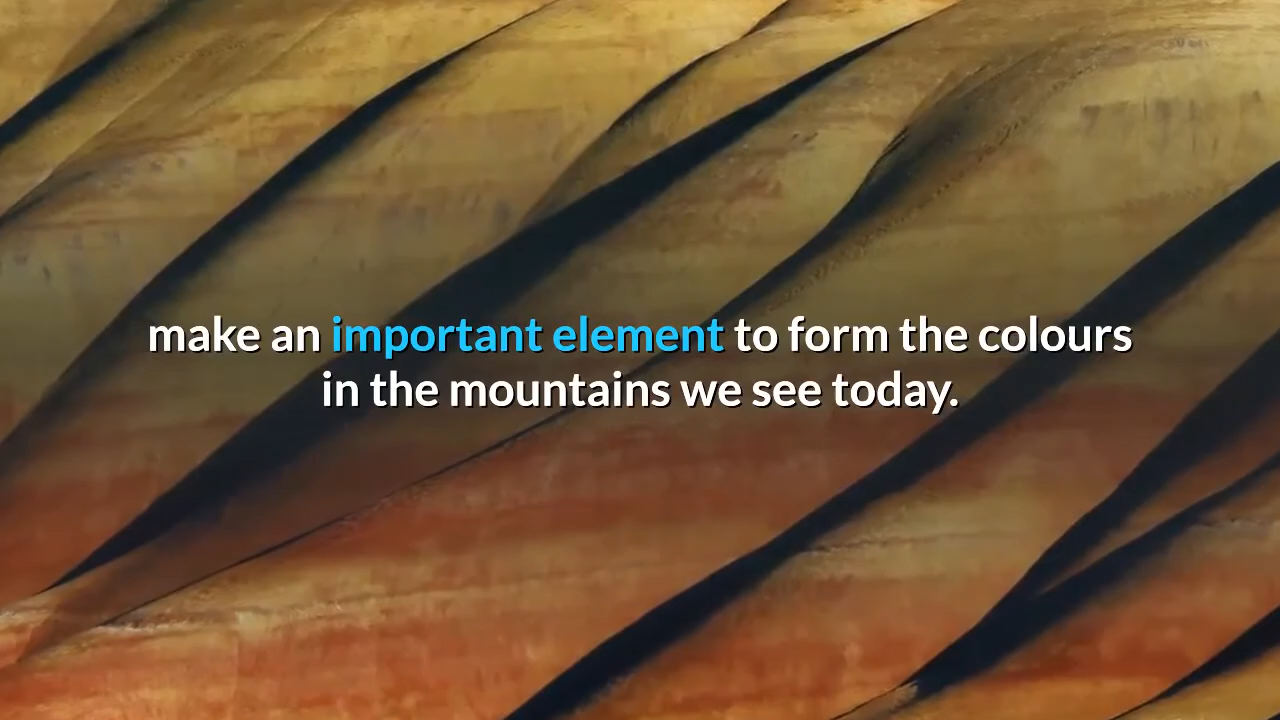 make an important element to form the colours
in the mountains we see today.